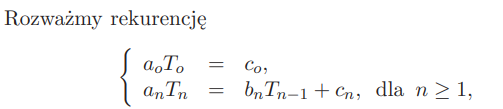 Rozważmy rekurencję
{ a_oT_o = c_o,
a_nT_n = b_nT_{n−1} + c_n, dla n ≥ 1,